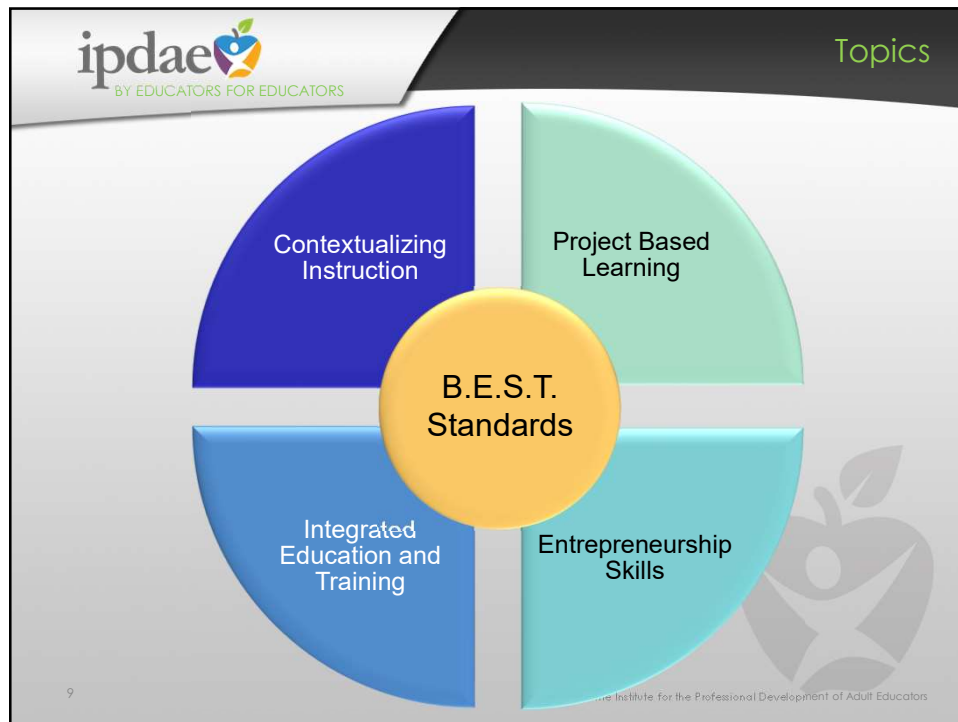 ipdae
BY EDUCATORS FOR EDUCATORS
Topics
Contextualizing
Instruction
Project Based
Learning
B.E.S.T.
Standards
Integrated
Education and
Training
Entrepreneurship
Skills
9
Institute for the Professional Development of Adult Educators